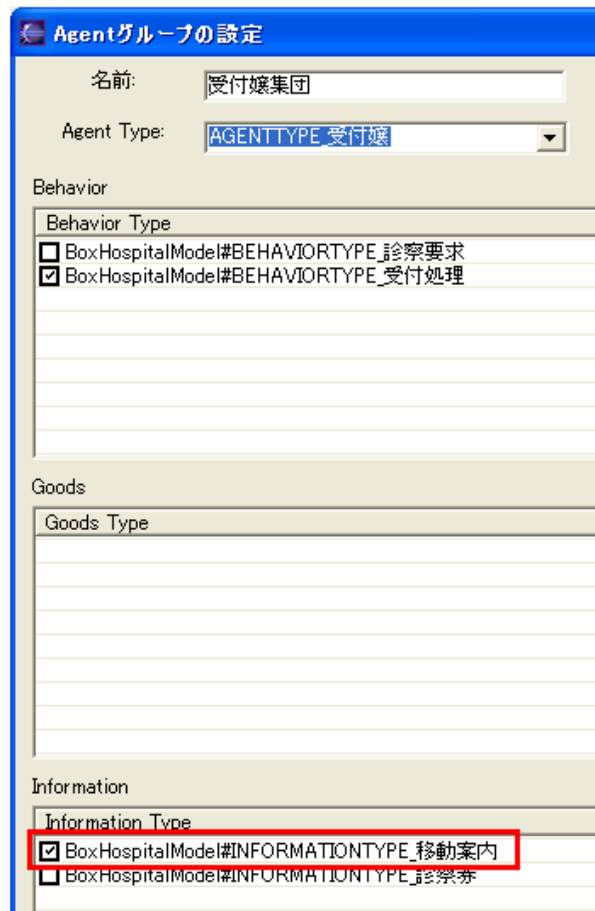 Agentグループの設定
名前: 受付嬢集団
Agent Type: AGENTTYPE_受付嬢
Behavior
Behavior Type
BoxHospitalModel#BEHAVIORTYPE_診察要求
BoxHospitalModel#BEHAVIORTYPE_受付処理
Goods
Goods Type
Information
Information Type
BoxHospitalModel#INFORMATIONTYPE_移動案内
BoxHospitalModel#INFORMATIONTYPE_診察券